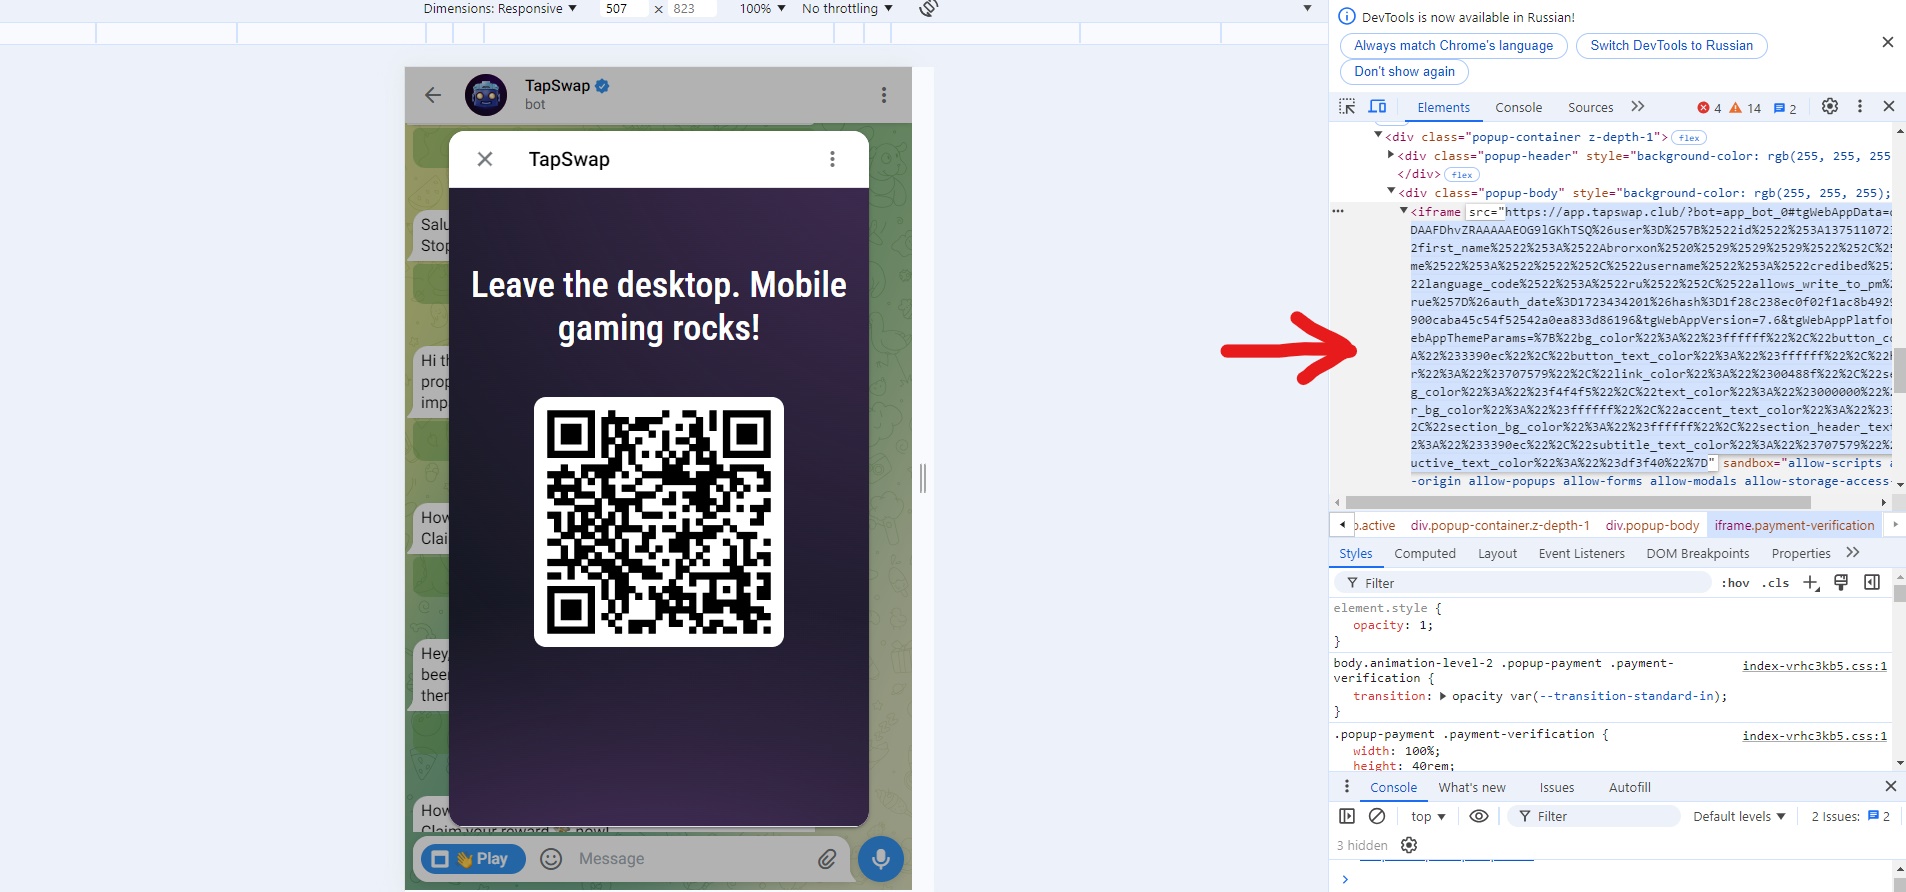 Dimensions: Responsive ▼ 507 × 823 100% ▼ No throttling ▼
TapSwap
bot
TapSwap
Salu
Stop
Hi th
prop
imp
How
Clai
Hey,
beer
ther
How
Claim your reward now!
Leave the desktop. Mobile
gaming rocks!
👋 Play
Message
DevTools is now available in Russian!
Always match Chrome's language
Switch DevTools to Russian
Don't show again
Elements Console Sources 4 14 2
▼<div class="popup-container z-depth-1"> flex
▶<div class="popup-header" style="background-color: rgb(255, 255, 255
</div> flex
▼<div class="popup-body" style="background-color: rgb(255, 255, 255);
▼<iframe src="https://app.tapswap.club/?bot=app_bot_0#tgWebAppData=
DAAFDhvZRAAAAAEOG9lGKhTSQ%26user%3D%257B%2522id%2522%253A1375110723
2first_name%2522%253A%2522Abrorxon%2520%2529%2529%2529%2522%252C%25
me%2522%253A%2522%2522%252C%2522username%2522%253A%2522credibed%252
22language_code%2522%253A%2522ru%2522%252C%2522allows_write_to_pm%2
rue%257D%26auth_date%3D1723434201%26hash%3D1f28c238ec0f02f1ac8b4929
900caba45c54f52542a0ea833d86196&tgWebAppVersion=7.6&tgWebAppPlatfor
ebAppThemeParams=%7B%22bg_color%22%3A%22%23ffffff%22%2C%22button_co
A%22%233390ec%22%2C%22button_text_color%22%3A%22%23ffffff%22%2C%22h
r%22%3A%22%23707579%22%2C%22link_color%22%3A%22%2300488f%22%2C%22se
g_color%22%3A%22%23f4f4f5%22%2C%22text_color%22%3A%22%23000000%22%2
r_bg_color%22%3A%22%23ffffff%22%2C%22accent_text_color%22%3A%22%233
2C%22section_bg_color%22%3A%22%23ffffff%22%2C%22section_header_text
2%3A%22%233390ec%22%2C%22subtitle_text_color%22%3A%22%23707579%22%2
uctive_text_color%22%3A%22%23df3f40%22%7D" sandbox="allow-scripts
-origin allow-popups allow-forms allow-modals allow-storage-access-
p.active div.popup-container.z-depth-1 div.popup-body iframe.payment-verification
Styles Computed Layout Event Listeners DOM Breakpoints Properties
Filter :hov .cls
element.style {
opacity: 1;
}
body.animation-level-2 .popup-payment .payment- index-vrhc3kb5.css:1
verification {
transition: ▶ opacity var(--transition-standard-in);
}
.popup-payment .payment-verification { index-vrhc3kb5.css:1
width: 100%;
height: 40rem;
Console What's new Issues Autofill
top ▼ Filter Default levels ▼ 2 Issues: 2
3 hidden